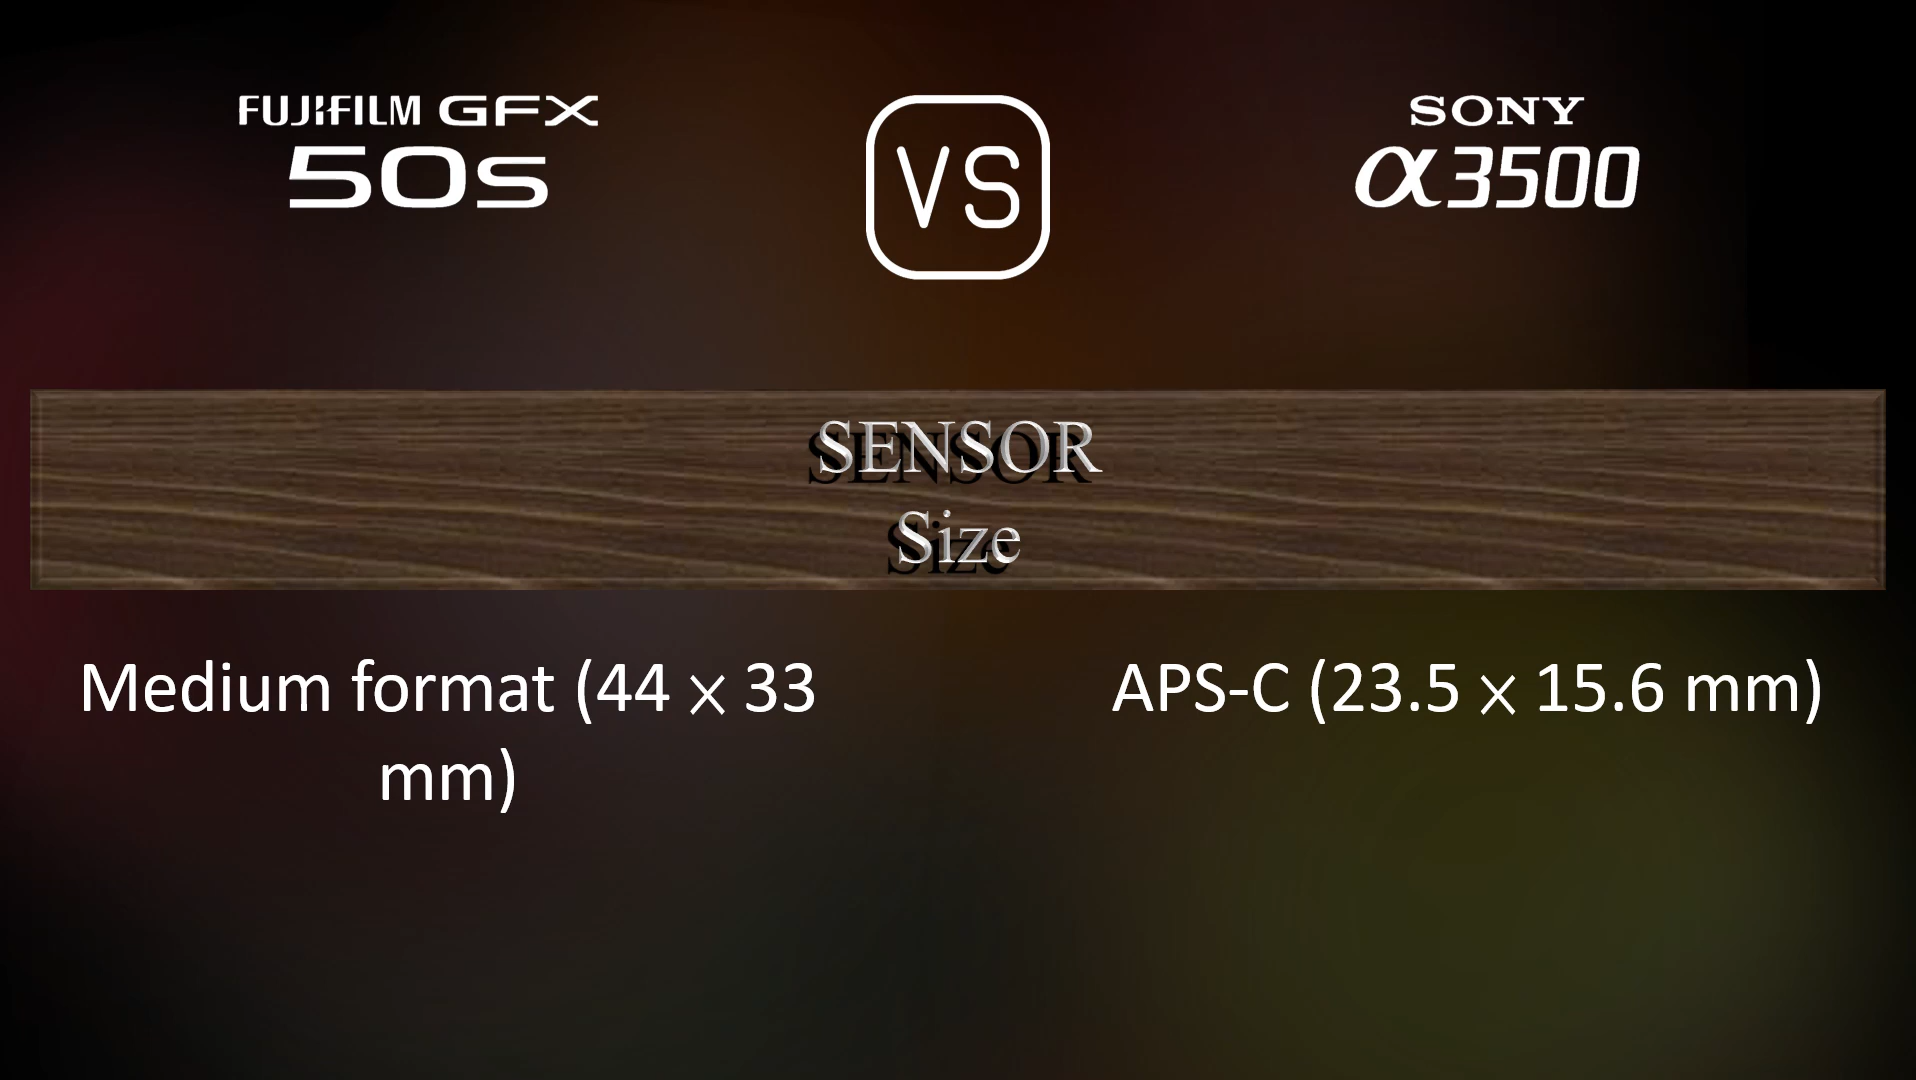 FUJIFILM GFX
50s
VS
SONY
α3500
SENSOR
Size
Medium format (44 x 33
mm)
APS-C (23.5 x 15.6 mm)